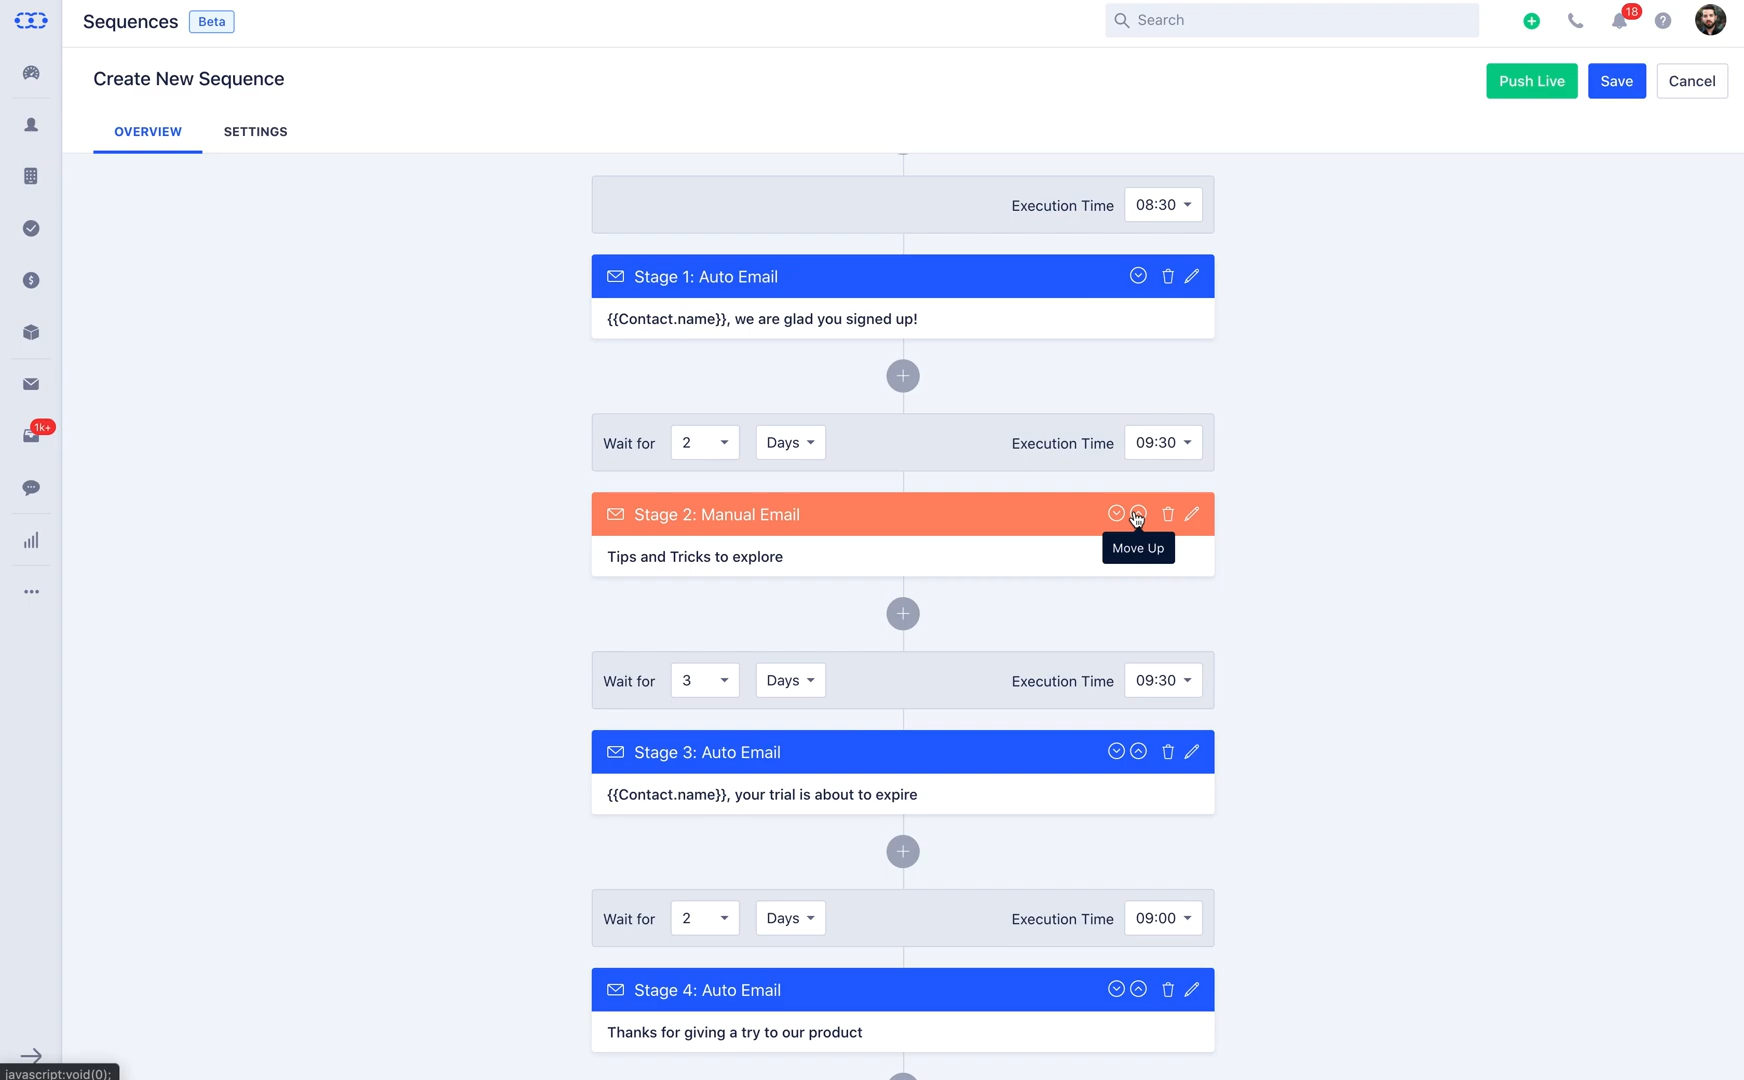 Sequences Beta
Search
18
Create New Sequence
Push Live
Save
Cancel
OVERVIEW
SETTINGS
Execution Time 08:30
Stage 1: Auto Email
{{Contact.name}}, we are glad you signed up!
Wait for 2 Days Execution Time 09:30
1k+
Stage 2: Manual Email
Move Up
Tips and Tricks to explore
Wait for 3 Days Execution Time 09:30
Stage 3: Auto Email
{{Contact.name}}, your trial is about to expire
Wait for 2 Days Execution Time 09:00
Stage 4: Auto Email
Thanks for giving a try to our product
javascript:void(0);